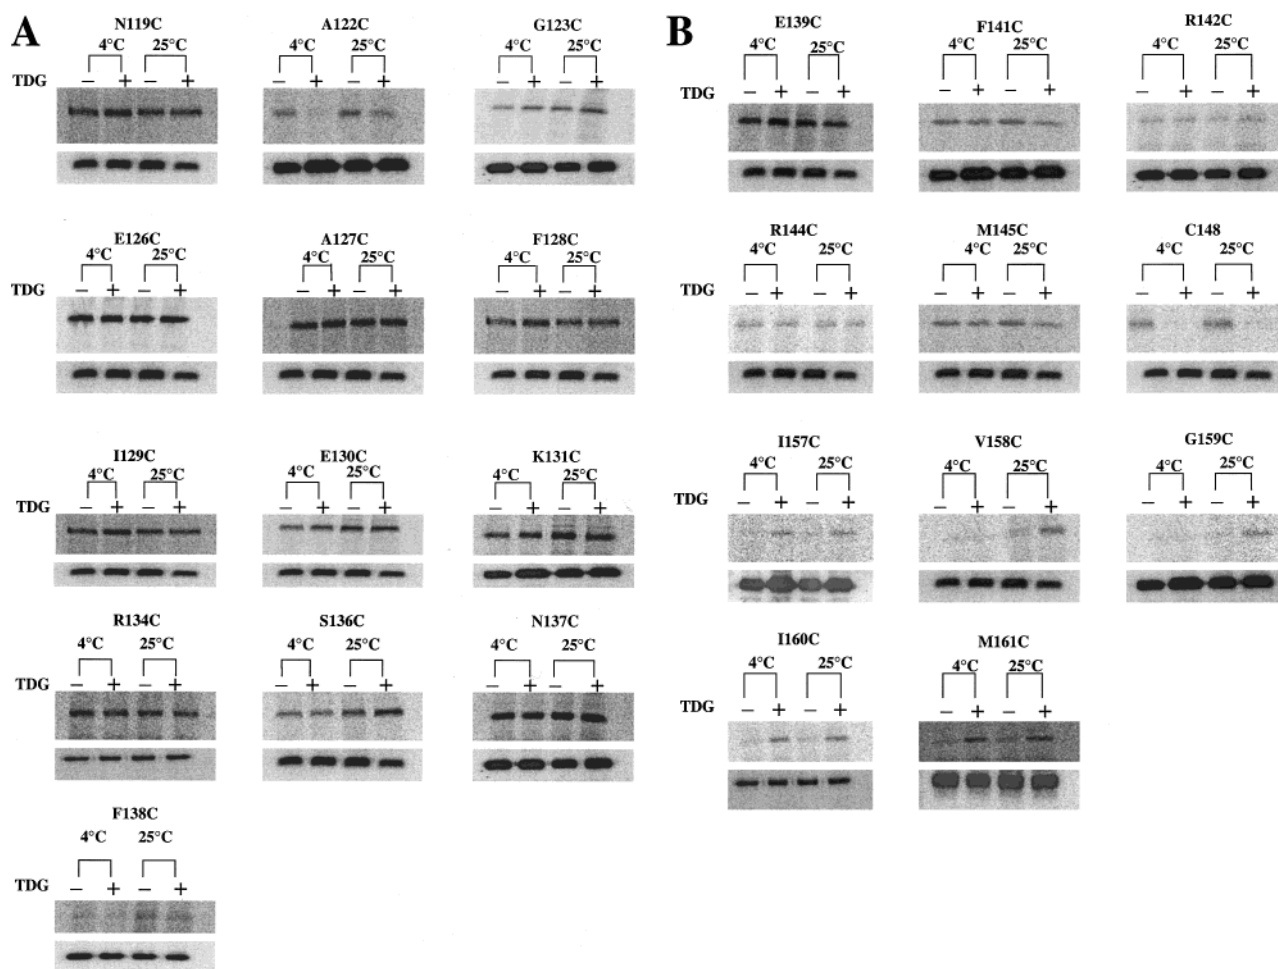 A
N119C A122C G123C
4°C 25°C 4°C 25°C 4°C 25°C
TDG − + − + − + − + − + − +
E126C A127C F128C
4°C 25°C 4°C 25°C 4°C 25°C
TDG − + − + − + − + − + − +
I129C E130C K131C
4°C 25°C 4°C 25°C 4°C 25°C
TDG − + − + − + − + − + − +
R134C S136C N137C
4°C 25°C 4°C 25°C 4°C 25°C
TDG − + − + − + − + − + − +
F138C
4°C 25°C
TDG − + − +
B
E139C F141C R142C
4°C 25°C 4°C 25°C 4°C 25°C
TDG − + − + − + − + − + − +
R144C M145C C148
4°C 25°C 4°C 25°C 4°C 25°C
TDG − + − + − + − + − + − +
I157C V158C G159C
4°C 25°C 4°C 25°C 4°C 25°C
TDG − + − + − + − + − + − +
I160C M161C
4°C 25°C 4°C 25°C
TDG − + − + − + − +